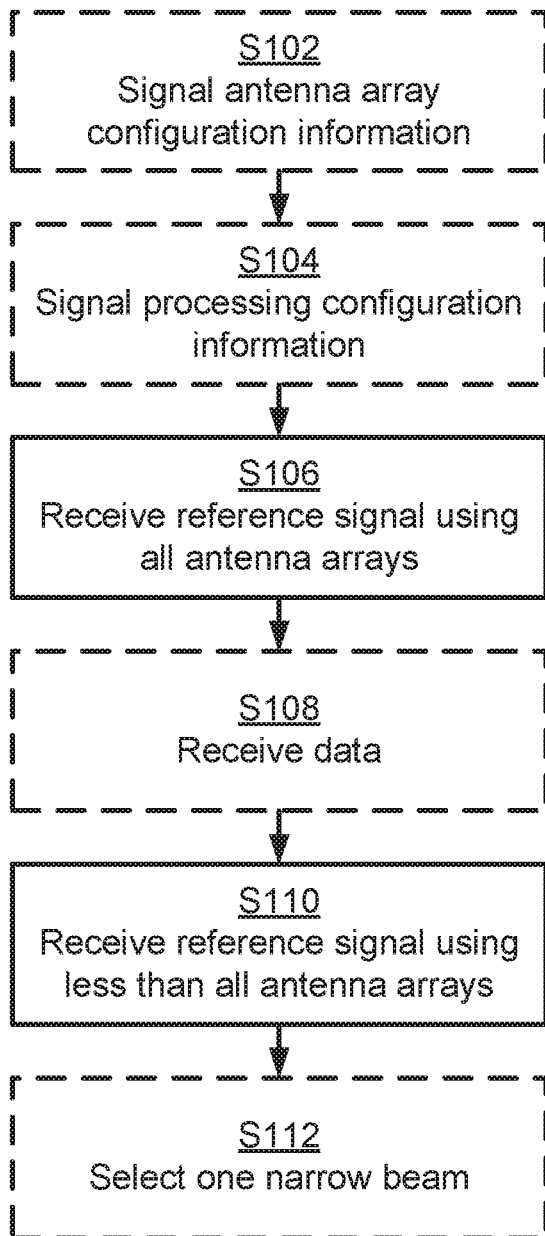 S102
Signal antenna array
configuration information
S104
Signal processing configuration
information
S106
Receive reference signal using
all antenna arrays
S108
Receive data
S110
Receive reference signal using
less than all antenna arrays
S112
Select one narrow beam